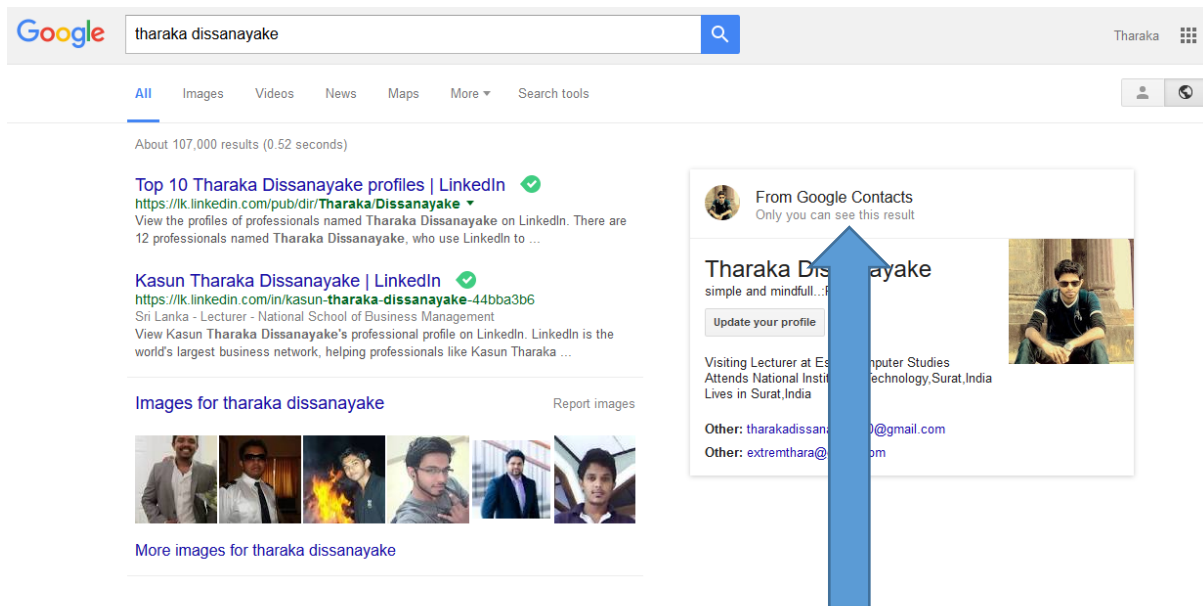 Google
tharaka dissanayake
Tharaka
All Images Videos News Maps More Search tools
About 107,000 results (0.52 seconds)
Top 10 Tharaka Dissanayake profiles | LinkedIn
https://lk.linkedin.com/pub/dir/Tharaka/Dissanayake
View the profiles of professionals named Tharaka Dissanayake on LinkedIn. There are
12 professionals named Tharaka Dissanayake, who use LinkedIn to ...
Kasun Tharaka Dissanayake | LinkedIn
https://lk.linkedin.com/in/kasun-tharaka-dissanayake-44bba3b6
Sri Lanka - Lecturer - National School of Business Management
View Kasun Tharaka Dissanayake's professional profile on LinkedIn. LinkedIn is the
world's largest business network, helping professionals like Kasun Tharaka ...
Images for tharaka dissanayake
Report images
More images for tharaka dissanayake
From Google Contacts
Only you can see this result
Tharaka
simple and mindfull..
Update your profile
Visiting Lecturer at Studies
Attends National Surat,India
Lives in Surat,India
Other:
Other: